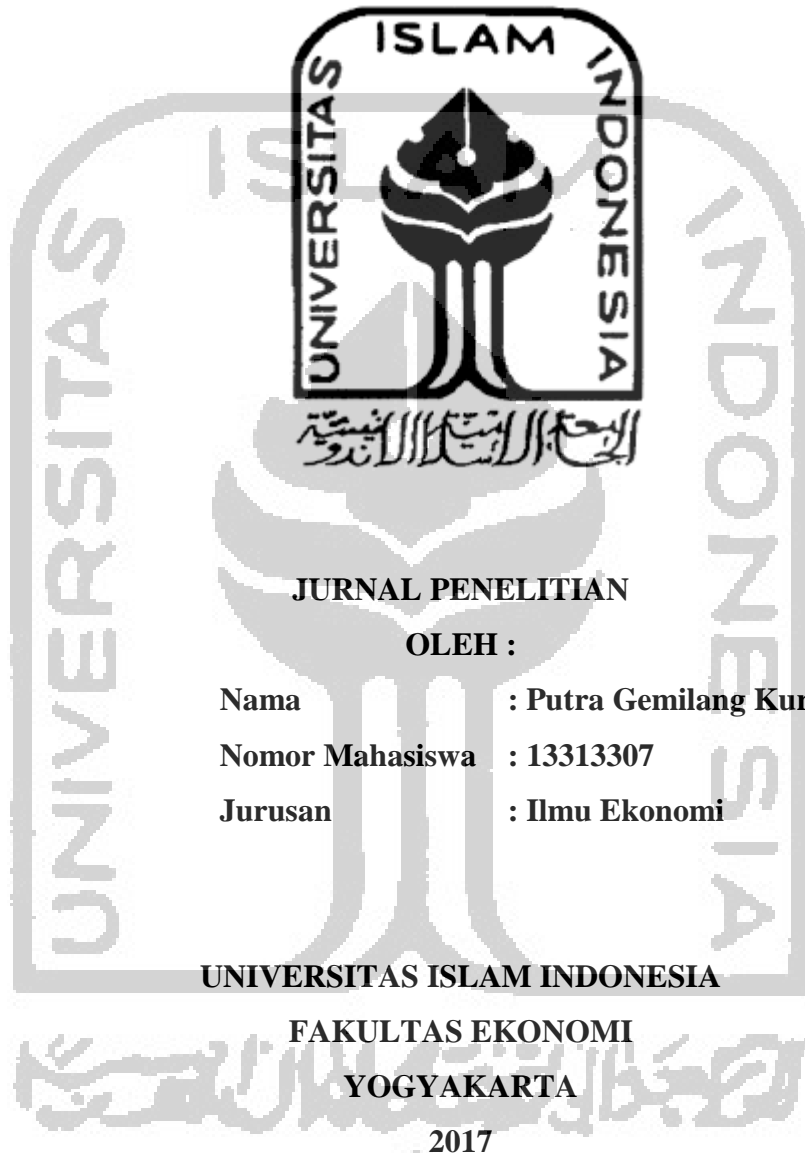 UNIVERSITAS ISLAM INDONESIA
JURNAL PENELITIAN
OLEH :
Nama : Putra Gemilang Kur
Nomor Mahasiswa : 13313307
Jurusan : Ilmu Ekonomi
UNIVERSITAS ISLAM INDONESIA
FAKULTAS EKONOMI
YOGYAKARTA
2017